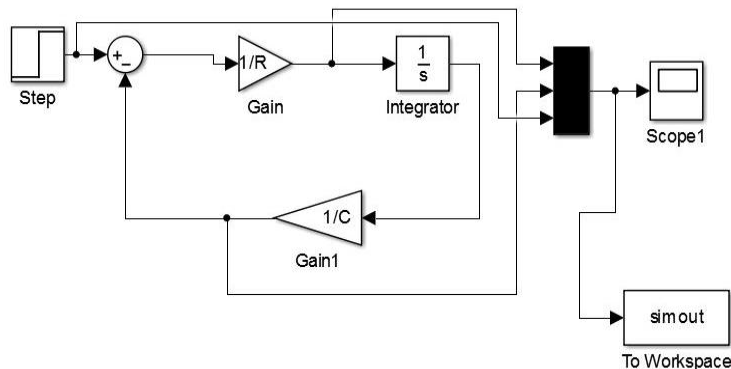 Step
+
−
1/R
Gain
1
s
Integrator
Scope1
1/C
Gain1
simout
To Workspace